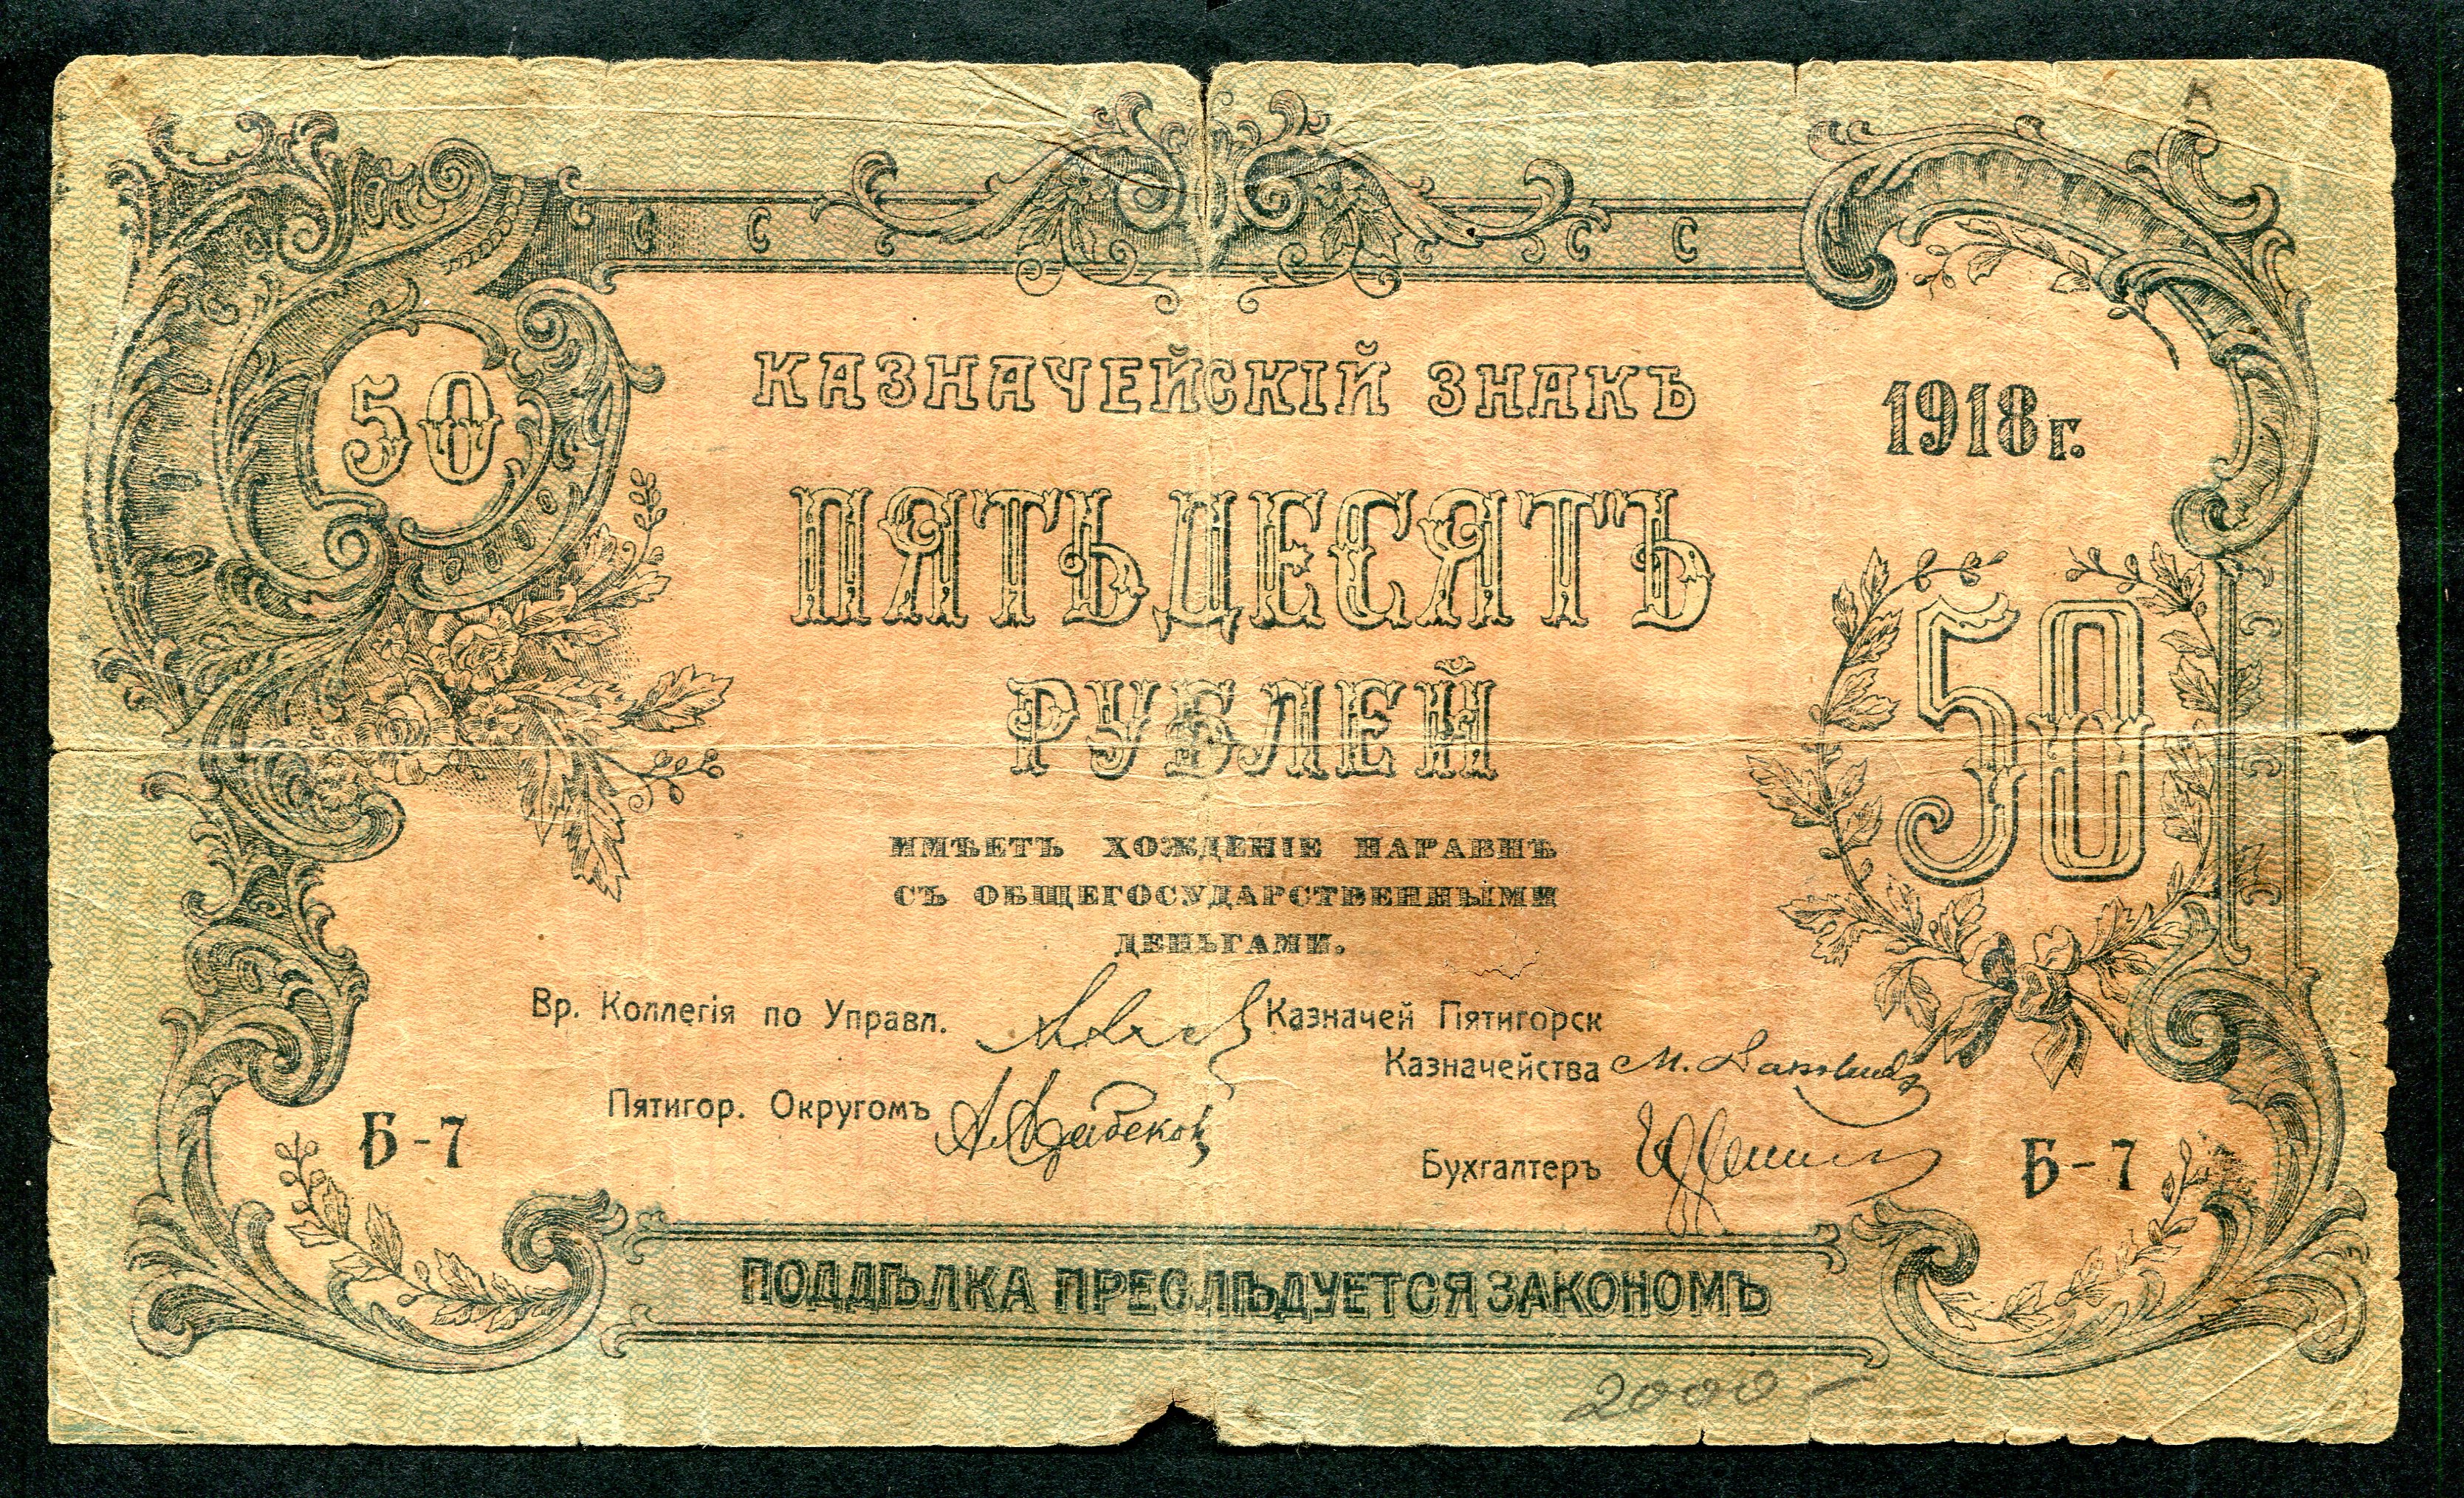 50
КАЗНАЧЕЙСКІЙ ЗНАКЪ
1918 г.
ПЯТЬДЕСЯТЪ
РУБЛЕЙ
50
ИМѢЕТЪ ХОЖДЕНІЕ НАРАВНѢ
СЪ ОБЩЕГОСУДАРСТВЕННЫМИ
ДЕНЬГАМИ.
Вр. Коллегія по Управл.
Казначей Пятигорск
Казначейства
Пятигор. Округомъ
Бухгалтеръ
Б-7
Б-7
ПОДДѢЛКА ПРЕСЛѢДУЕТСЯ ЗАКОНОМЪ
2000-